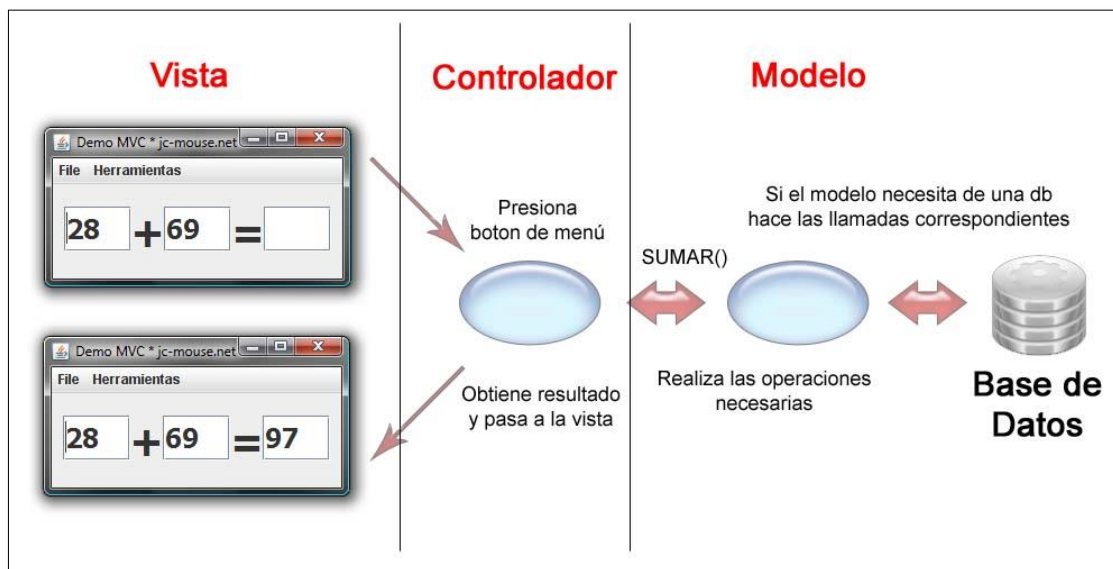 Vista
Controlador
Modelo
Demo MVC * jc-mouse.net
File Herramientas
28 + 69 =
Presiona
boton de menú
SUMAR()
Si el modelo necesita de una db
hace las llamadas correspondientes
Demo MVC * jc-mouse.net
File Herramientas
28 + 69 = 97
Obtiene resultado
y pasa a la vista
Realiza las operaciones
necesarias
Base de
Datos